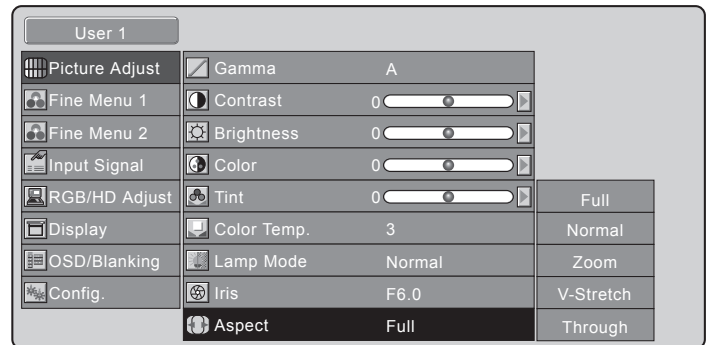 User 1
Picture Adjust
Fine Menu 1
Fine Menu 2
Input Signal
RGB/HD Adjust
Display
OSD/Blanking
Config.
Gamma A
Contrast 0
Brightness 0
Color 0
Tint 0
Color Temp. 3
Lamp Mode Normal
Iris F6.0
Aspect Full
Full
Normal
Zoom
V-Stretch
Through